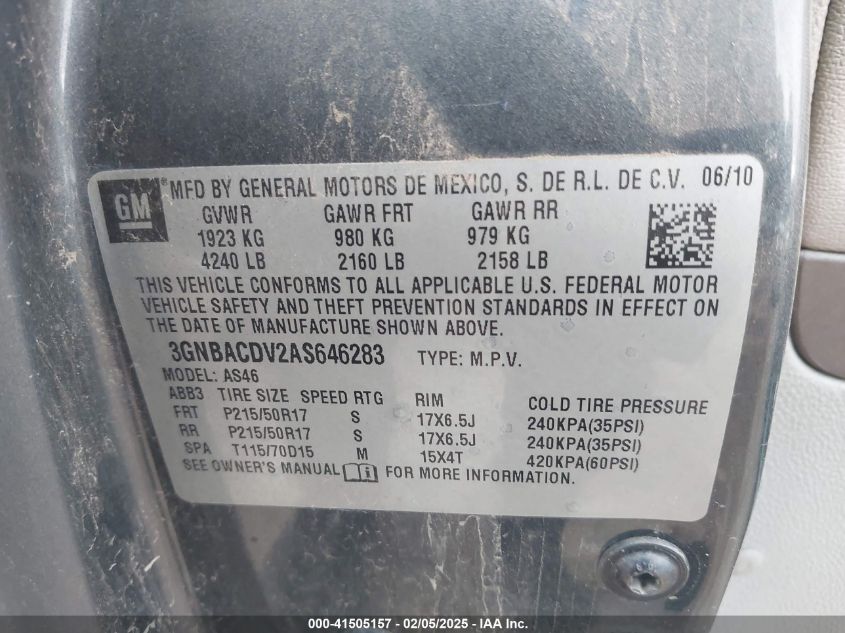 GM ® MFD BY GENERAL MOTORS DE MEXICO, S. DE R.L. DE C.V. 06/10
GVWR GAWR FRT GAWR RR
1923 KG 980 KG 979 KG
4240 LB 2160 LB 2158 LB
THIS VEHICLE CONFORMS TO ALL APPLICABLE U.S. FEDERAL MOTOR
VEHICLE SAFETY AND THEFT PREVENTION STANDARDS IN EFFECT ON
THE DATE OF MANUFACTURE SHOWN ABOVE.
3GNBACDV2AS646283 TYPE: M.P.V.
MODEL: AS46
ABB3 TIRE SIZE SPEED RTG RIM COLD TIRE PRESSURE
FRT P215/50R17 S 17X6.5J 240KPA(35PSI)
RR P215/50R17 S 17X6.5J 240KPA(35PSI)
SPA T115/70D15 M 15X4T 420KPA(60PSI)
SEE OWNER'S MANUAL FOR MORE INFORMATION.
000-41505157 - 02/05/2025 - © IAA, Inc.